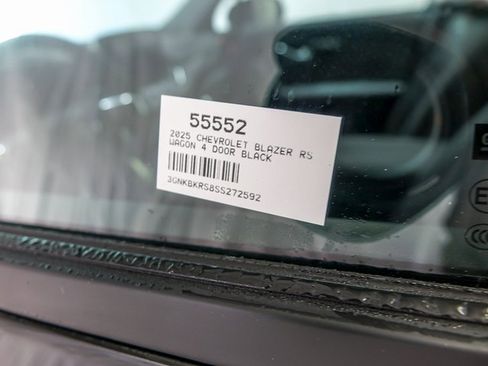 55552
2025 CHEVROLET BLAZER RS
WAGON 4 DOOR BLACK
3GNKBKRS8SS272592